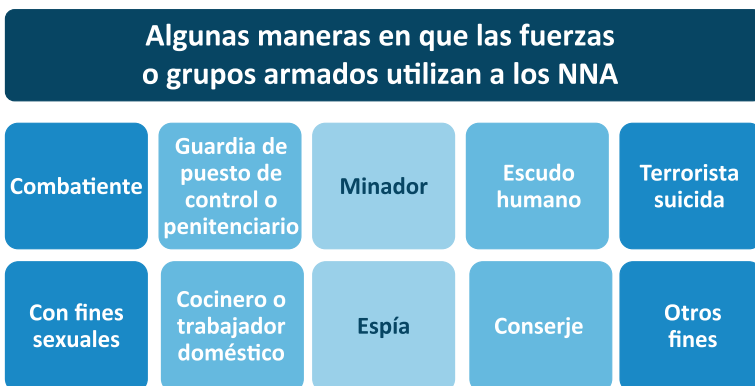 Algunas maneras en que las fuerzas
o grupos armados utilizan a los NNA
Combatiente
Guardia de
puesto de
control o
penitenciario
Minador
Escudo
humano
Terrorista
suicida
Con fines
sexuales
Cocinero o
trabajador
doméstico
Espía
Conserje
Otros
fines